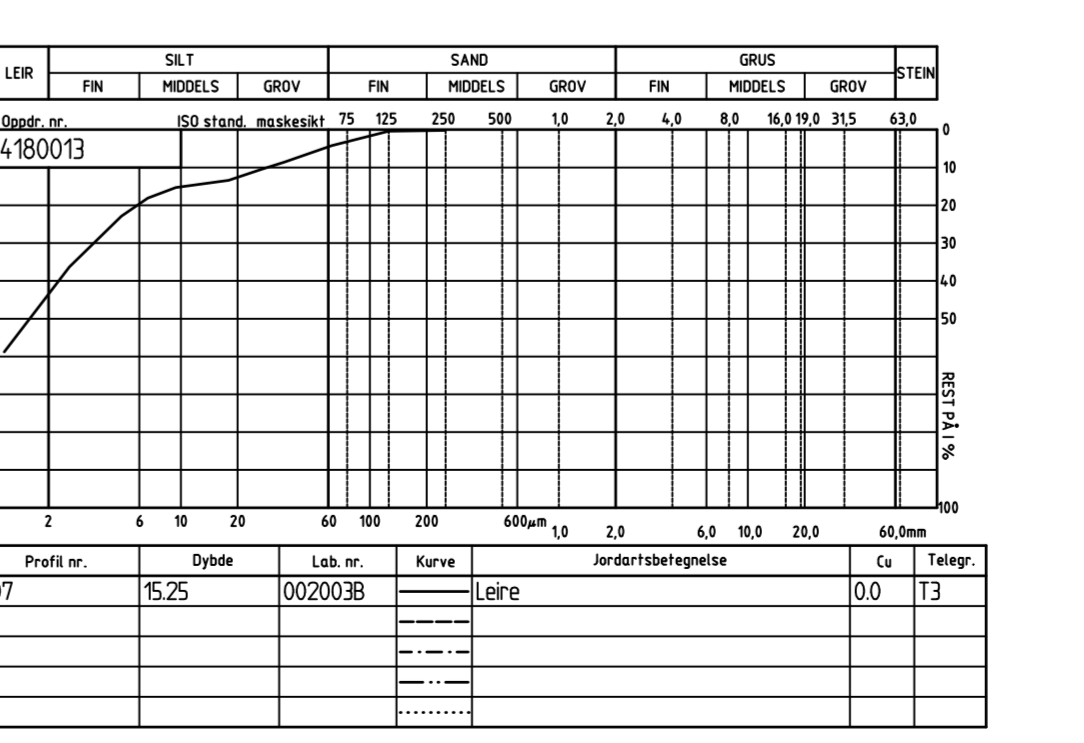 LEIR SILT SAND GRUS STEIN
FIN MIDDELS GROV FIN MIDDELS GROV FIN MIDDELS GROV
Oppdr. nr. ISO stand. maskesikt 75 125 250 500 1,0 2,0 4,0 8,0 16,0 19,0 31,5 63,0
4180013
0
10
20
30
40
50
REST PÅ I %
100
2 6 10 20 60 100 200 600µm 1,0 2,0 6,0 10,0 20,0 60,0mm
Profil nr. Dybde Lab. nr. Kurve Jordartsbetegnelse Cu Telegr.
7 15.25 002003B Leire 0.0 T3